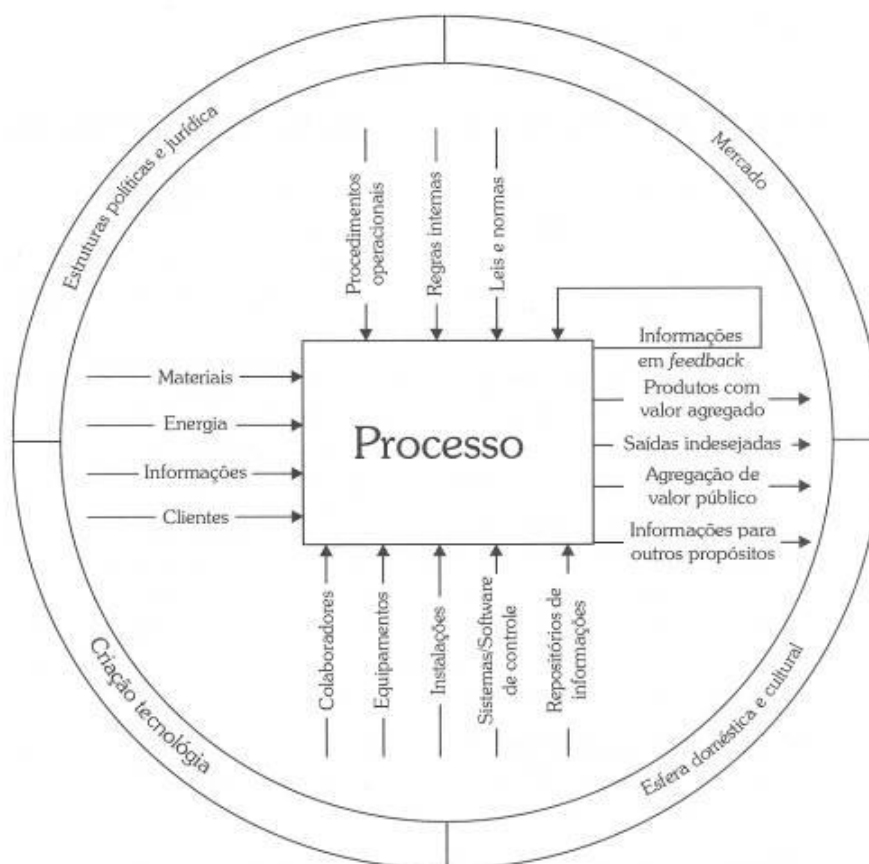 Estruturas políticas e jurídica
Mercado
Procedimentos
operacionais
Regras internas
Leis e normas
Materiais
Energia
Informações
Clientes
Processo
Informações
em feedback
Produtos com
valor agregado
Saídas indesejadas
Agregação de
valor público
Informações para
outros propósitos
Colaboradores
Equipamentos
Instalações
Sistemas/Software
de controle
Repositórios de
informações
Criação tecnológia
Esfera doméstica e cultural